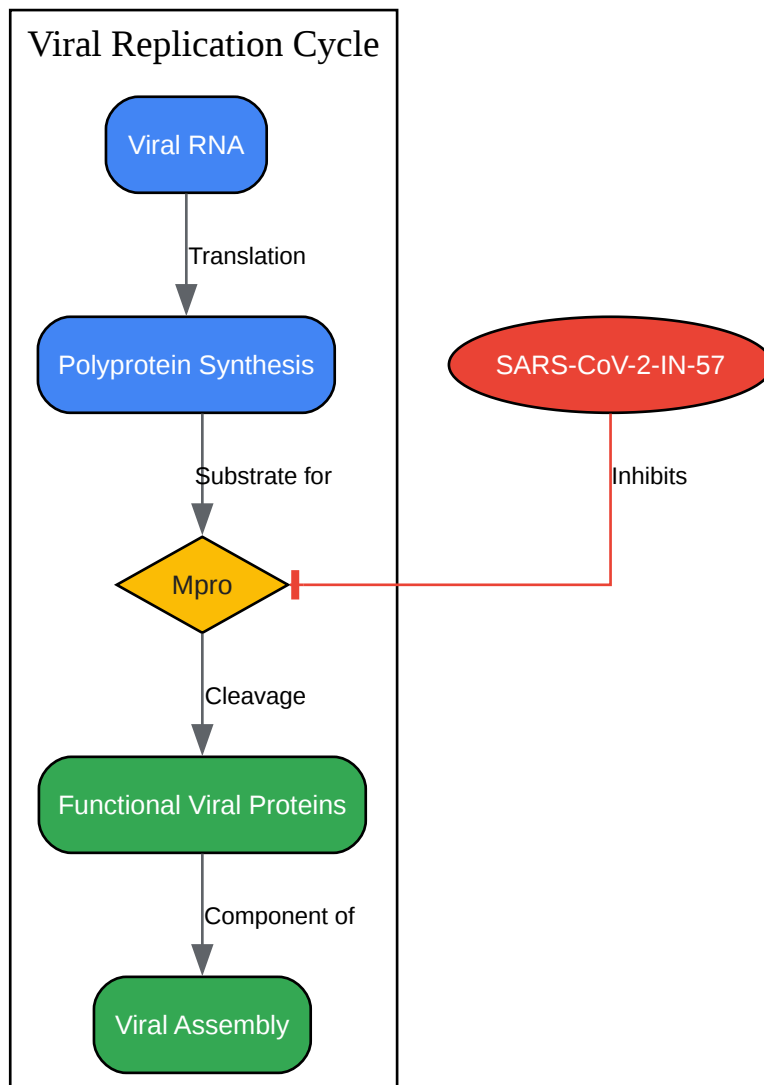 Viral Replication Cycle
Viral RNA
Translation
Polyprotein Synthesis
SARS-CoV-2-IN-57
Substrate for
Inhibits
Mpro
Cleavage
Functional Viral Proteins
Component of
Viral Assembly